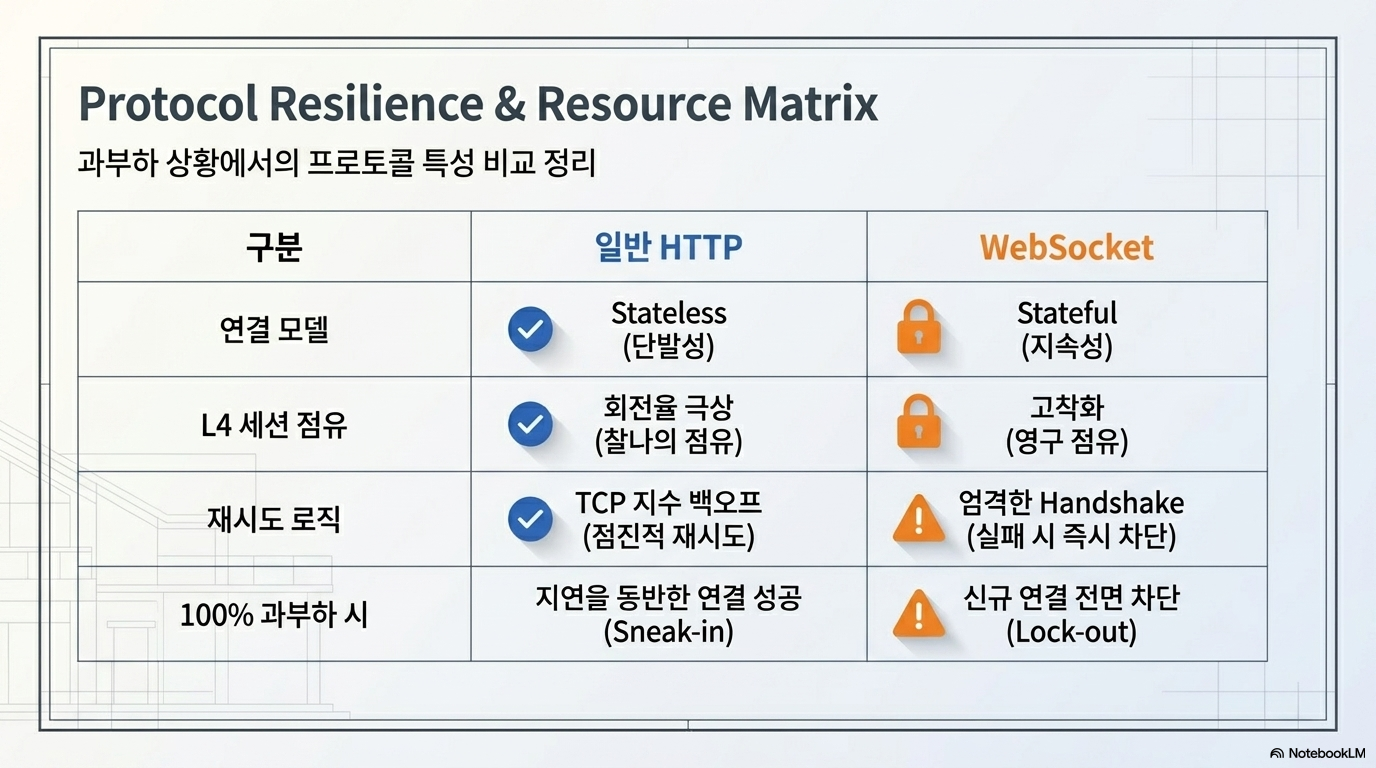 Protocol Resilience & Resource Matrix
과부하 상황에서의 프로토콜 특성 비교 정리
구분
일반 HTTP
WebSocket
연결 모델
Stateless
(단발성)
Stateful
(지속성)
L4 세션 점유
회전율 극상
(찰나의 점유)
고착화
(영구 점유)
재시도 로직
TCP 지수 백오프
(점진적 재시도)
엄격한 Handshake
(실패 시 즉시 차단)
100% 과부하 시
지연을 동반한 연결 성공
(Sneak-in)
신규 연결 전면 차단
(Lock-out)
NotebookLM